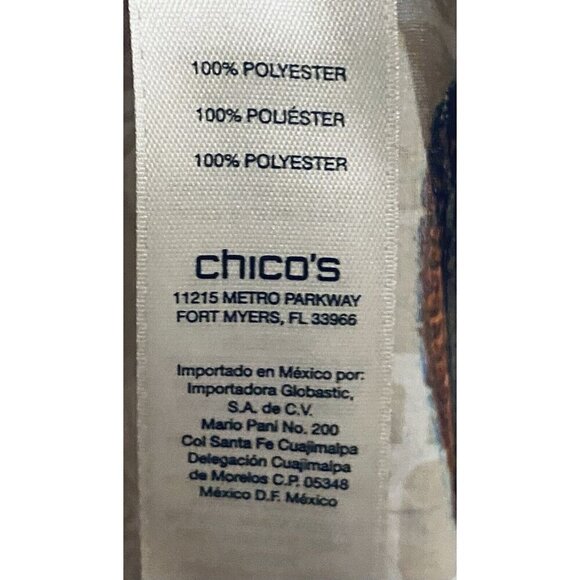 100% POLYESTER
100% POLIÉSTER
100% POLYESTER
chico's
11215 METRO PARKWAY
FORT MYERS, FL 33966
Importado en México por:
Importadora Globastic,
S.A. de C.V.
Mario Pani No. 200
Col Santa Fe Cuajimalpa
Delegación Cuajimalpa
de Morelos C.P. 05348
México D.F. México